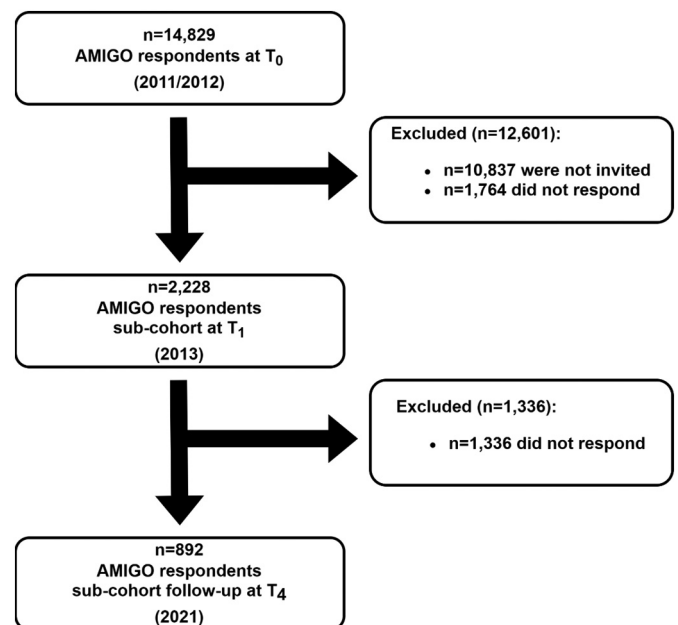 n=14,829
AMIGO respondents at T0
(2011/2012)
Excluded (n=12,601):
• n=10,837 were not invited
• n=1,764 did not respond
n=2,228
AMIGO respondents
sub-cohort at T1
(2013)
Excluded (n=1,336):
• n=1,336 did not respond
n=892
AMIGO respondents
sub-cohort follow-up at T4
(2021)